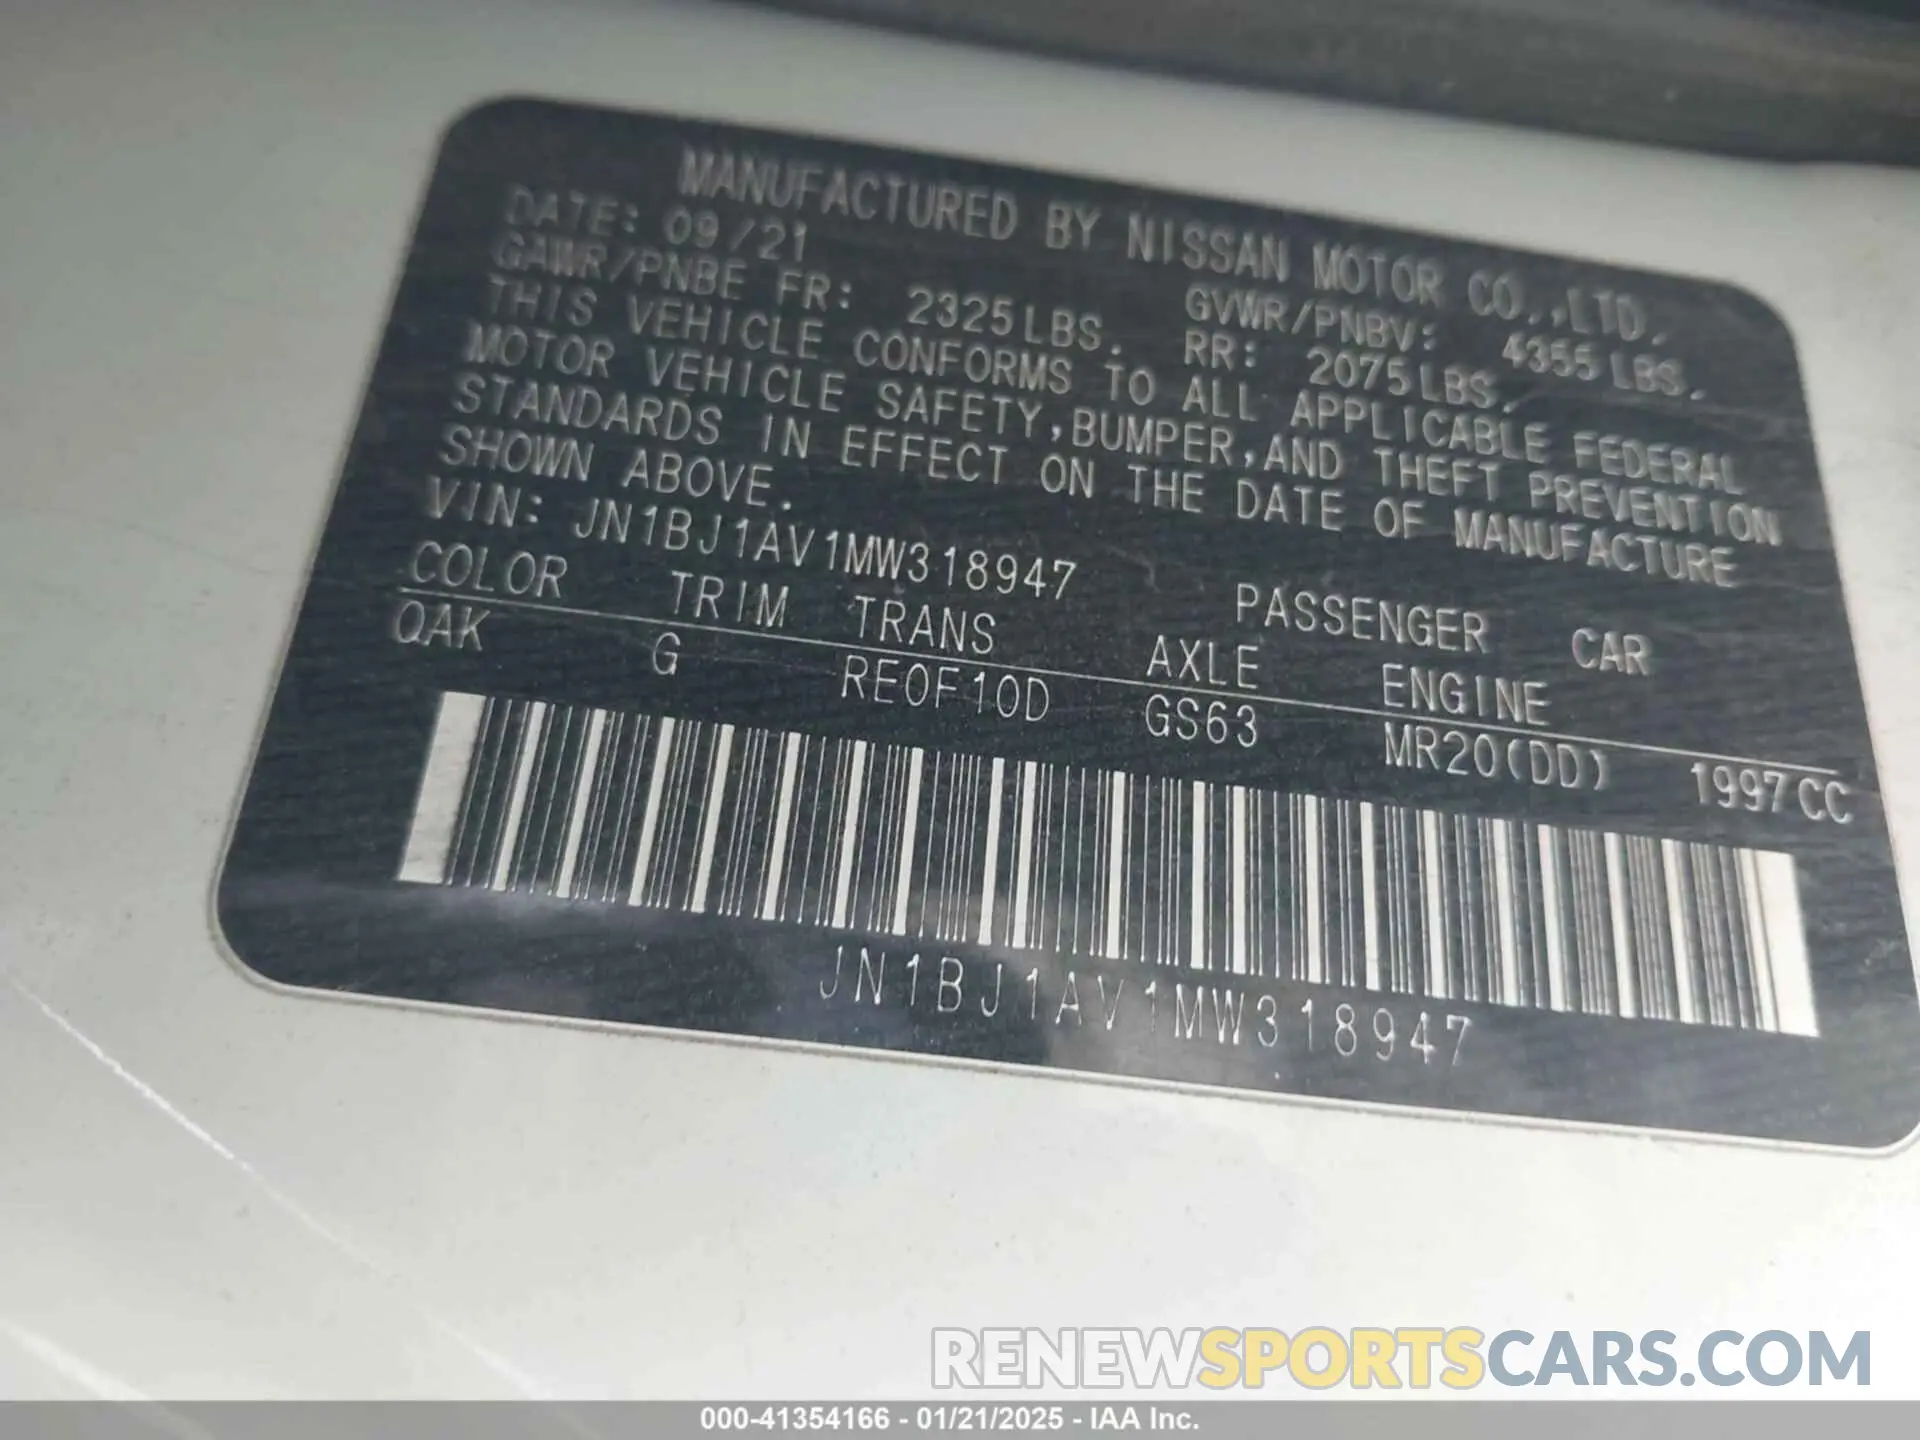 MANUFACTURED BY NISSAN MOTOR CO.,LTD.
DATE: 09/21 GVWR/PNBV: 4355LBS.
GAWR/PNBE FR: 2325LBS. RR: 2075LBS.
THIS VEHICLE CONFORMS TO ALL APPLICABLE FEDERAL
MOTOR VEHICLE SAFETY,BUMPER,AND THEFT PREVENTION
STANDARDS IN EFFECT ON THE DATE OF MANUFACTURE
SHOWN ABOVE.
VIN: JN1BJ1AV1MW318947 PASSENGER CAR
COLOR TRIM TRANS AXLE ENGINE
QAK G RE0F10D GS63 MR20(DD) 1997CC
JN1BJ1AV1MW318947
RENEWSPORTSCARS.COM
000-41354166 - 01/21/2025 - IAA Inc.